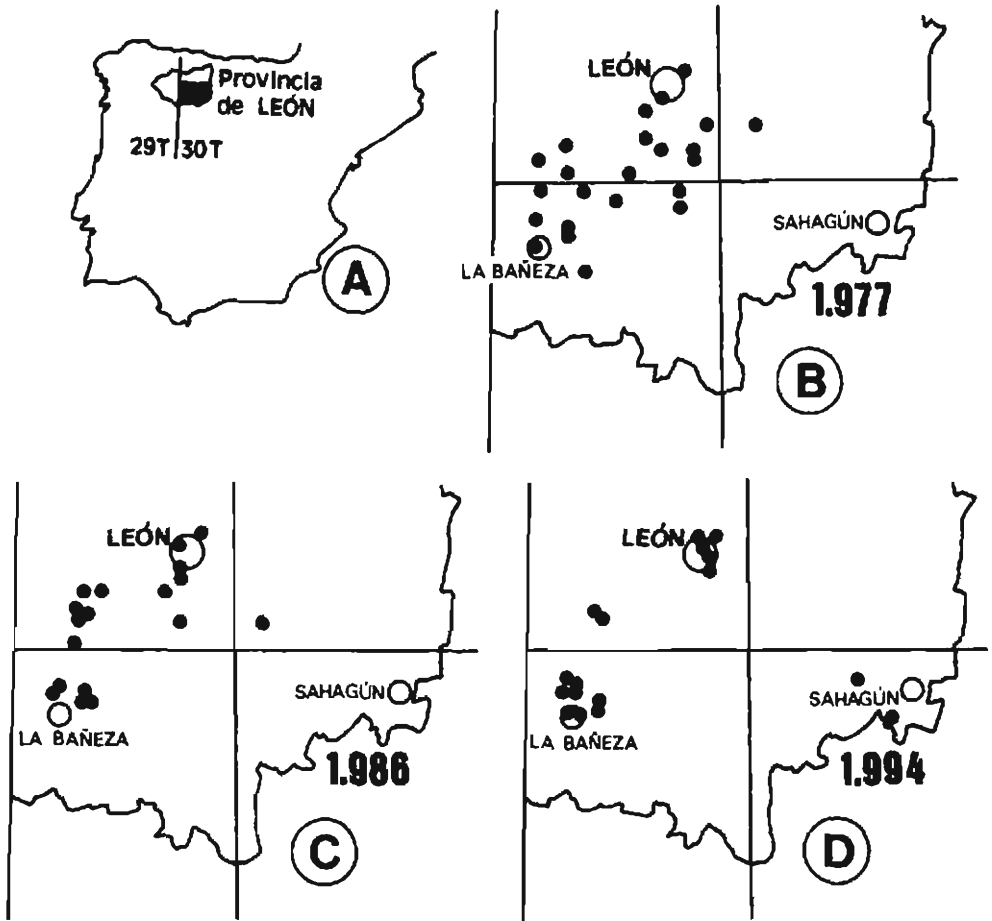 Provincia
de LEÓN
29T 30T
A
LEÓN
SAHAGÚN
LA BAÑEZA
1.977
B
LEÓN
SAHAGÚN
LA BAÑEZA
1.986
C
LEÓN
SAHAGÚN
LA BAÑEZA
1.994
D